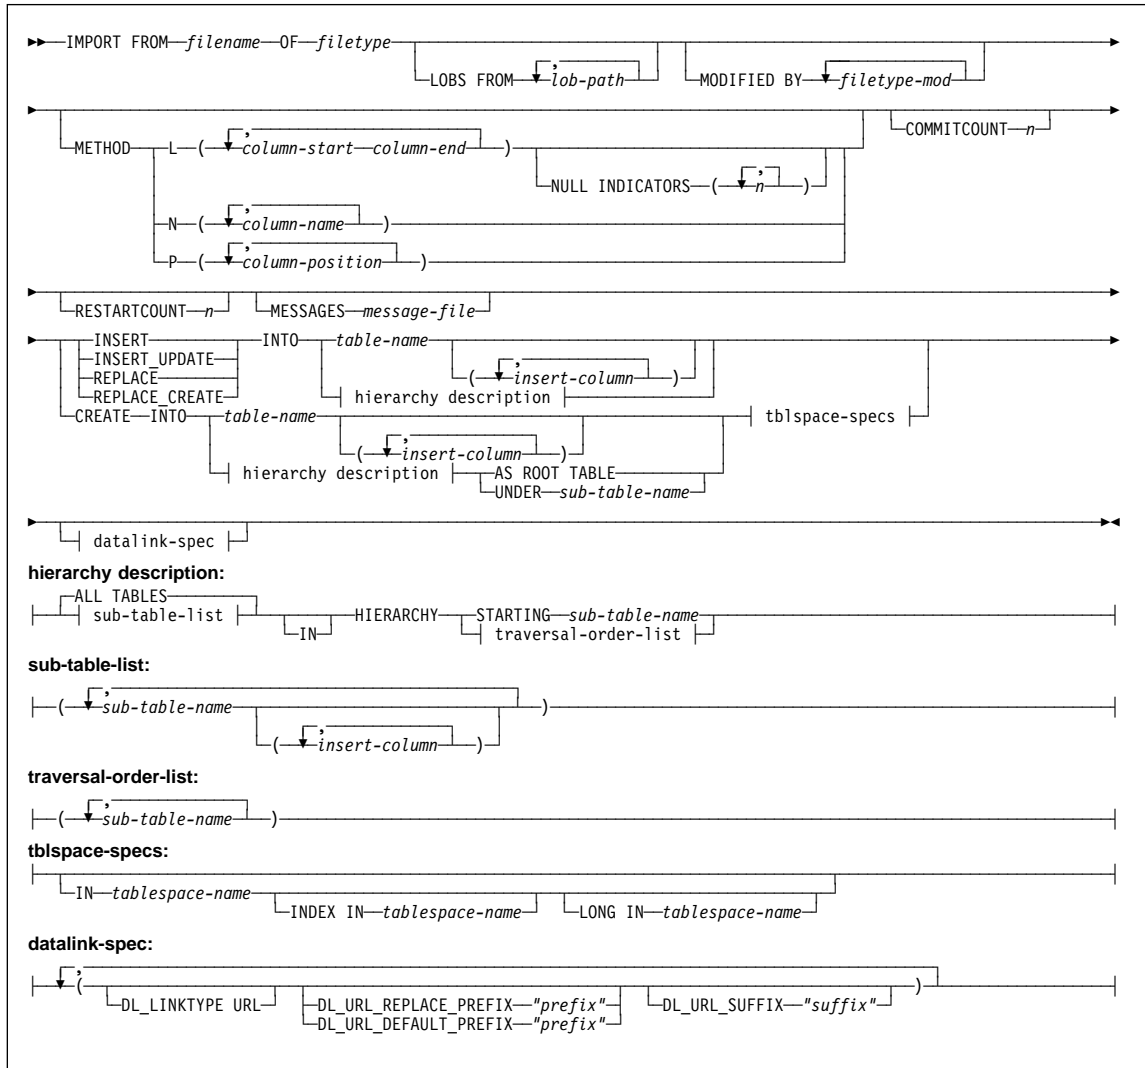 IMPORT FROM filename OF filetype
,
LOBS FROM lob-path MODIFIED BY filetype-mod
, COMMITCOUNT n
METHOD L ( column-start column-end )
,
NULL INDICATORS ( n )
,
N ( column-name )
,
P ( column-position )
RESTARTCOUNT n MESSAGES message-file
INSERT INTO table-name
INSERT_UPDATE ,
REPLACE ( insert-column )
REPLACE_CREATE hierarchy description
CREATE INTO table-name tblspace-specs
,
( insert-column )
hierarchy description AS ROOT TABLE
UNDER sub-table-name
datalink-spec
hierarchy description:
ALL TABLES
sub-table-list HIERARCHY STARTING sub-table-name
IN traversal-order-list
sub-table-list:
,
( sub-table-name )
,
( insert-column )
traversal-order-list:
,
( sub-table-name )
tblspace-specs:
IN tablespace-name
INDEX IN tablespace-name LONG IN tablespace-name
datalink-spec:
,
( )
DL_LINKTYPE URL DL_URL_REPLACE_PREFIX "prefix" DL_URL_SUFFIX "suffix"
DL_URL_DEFAULT_PREFIX "prefix"